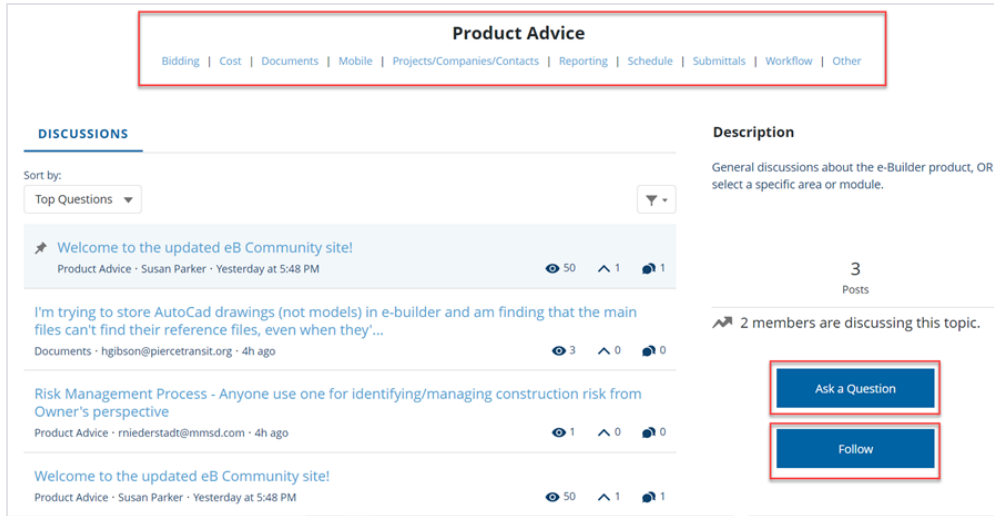 Product Advice
Bidding | Cost | Documents | Mobile | Projects/Companies/Contacts | Reporting | Schedule | Submittals | Workflow | Other
DISCUSSIONS
Sort by:
Top Questions
Welcome to the updated eB Community site!
Product Advice · Susan Parker · Yesterday at 5:48 PM
50 1 1
I'm trying to store AutoCad drawings (not models) in e-builder and am finding that the main
files can't find their reference files, even when they'...
Documents · hgibson@piercetransit.org · 4h ago
3 0 0
Risk Management Process - Anyone use one for identifying/managing construction risk from
Owner's perspective
Product Advice · rniederstadt@mmsd.com · 4h ago
1 0 0
Welcome to the updated eB Community site!
Product Advice · Susan Parker · Yesterday at 5:48 PM
50 1 1
Description
General discussions about the e-Builder product, OR
select a specific area or module.
3
Posts
2 members are discussing this topic.
Ask a Question
Follow